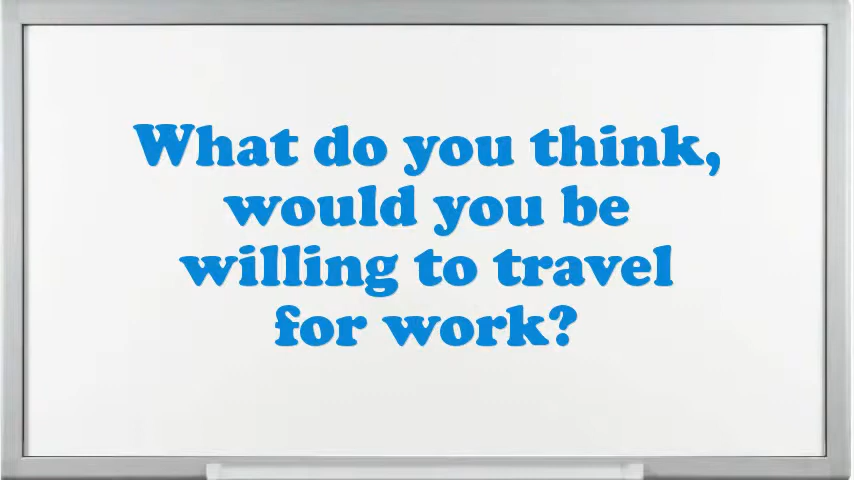 What do you think,
would you be
willing to travel
for work?